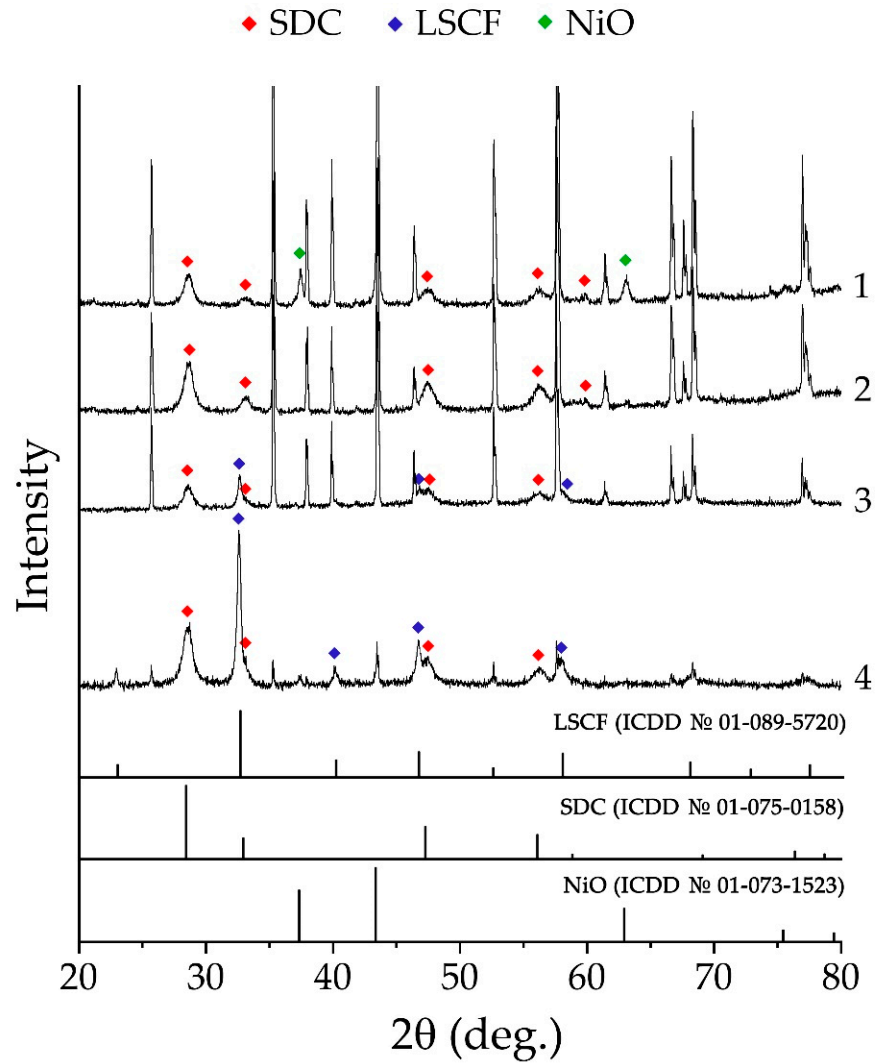 SDC LSCF NiO
1
2
3
4
Intensity
LSCF (ICDD № 01-089-5720)
SDC (ICDD № 01-075-0158)
NiO (ICDD № 01-073-1523)
20 30 40 50 60 70 80
2θ (deg.)